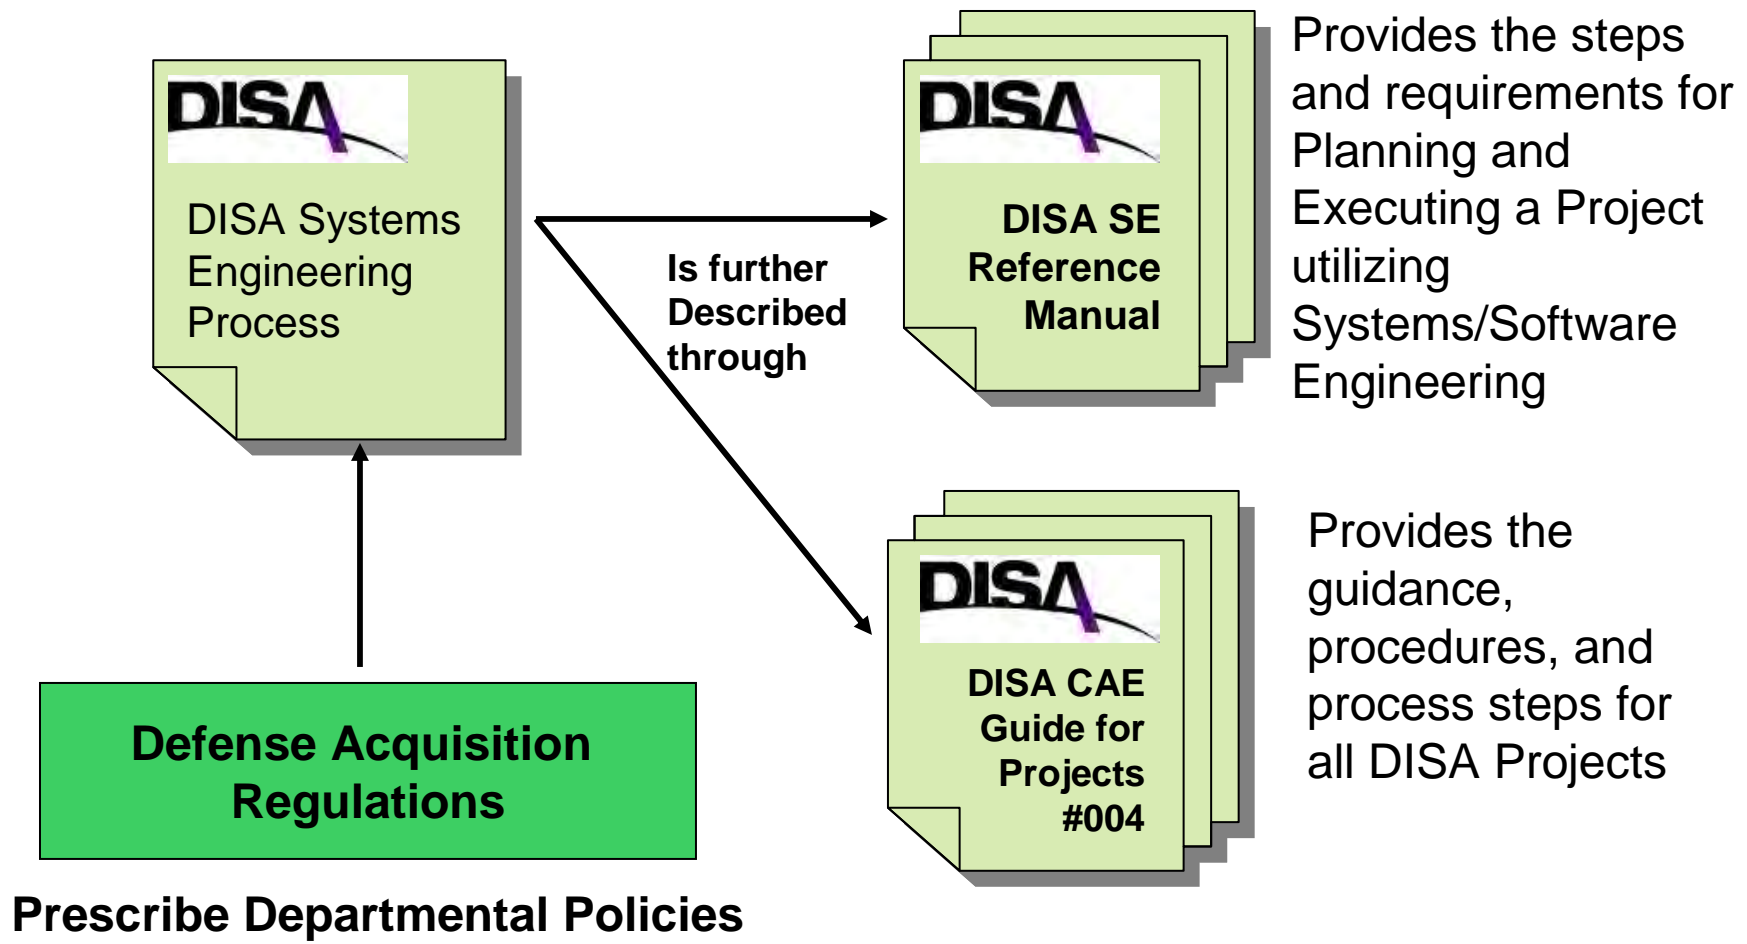 DISA
DISA Systems
Engineering
Process
Is further
Described
through
DISA
DISA SE
Reference
Manual
Provides the steps
and requirements for
Planning and
Executing a Project
utilizing
Systems/Software
Engineering
DISA
DISA CAE
Guide for
Projects
#004
Provides the
guidance,
procedures, and
process steps for
all DISA Projects
Defense Acquisition
Regulations
Prescribe Departmental Policies